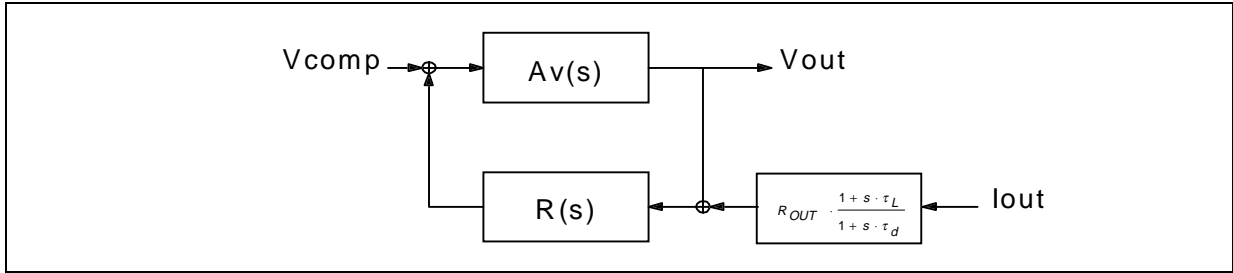 Vcomp
Av(s)
Vout
R(s)
R_OUT · (1 + s · τ_L)/(1 + s · τ_d)
Iout